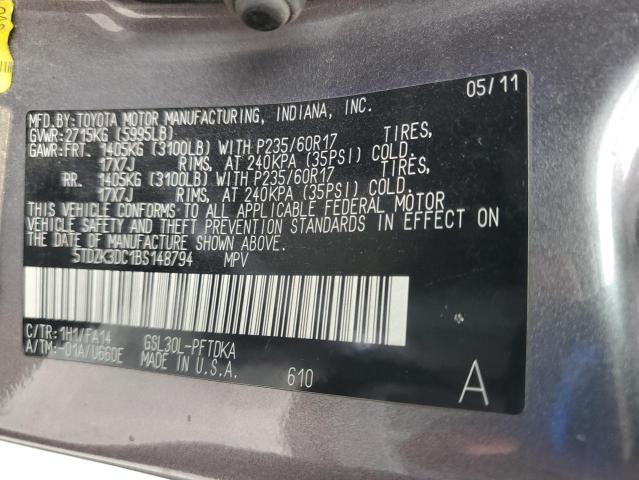 05/11
MFD.BY:TOYOTA MOTOR MANUFACTURING, INDIANA, INC.
GVWR:2715KG (5995LB)
GAWR:FRT. 1405KG (3100LB) WITH P235/60R17 TIRES,
17X7J RIMS, AT 240KPA (35PSI) COLD.
RR. 1405KG (3100LB) WITH P235/60R17 TIRES,
17X7J RIMS, AT 240KPA (35PSI) COLD.
THIS VEHICLE CONFORMS TO ALL APPLICABLE FEDERAL MOTOR
VEHICLE SAFETY AND THEFT PREVENTION STANDARDS IN EFFECT ON
THE DATE OF MANUFACTURE SHOWN ABOVE.
5TDZK3DC1BS148794 MPV
C/TR:1H1/FA14 GSL30L-PFTDKA
A/TM:-01A/U660E MADE IN U.S.A.
610
A